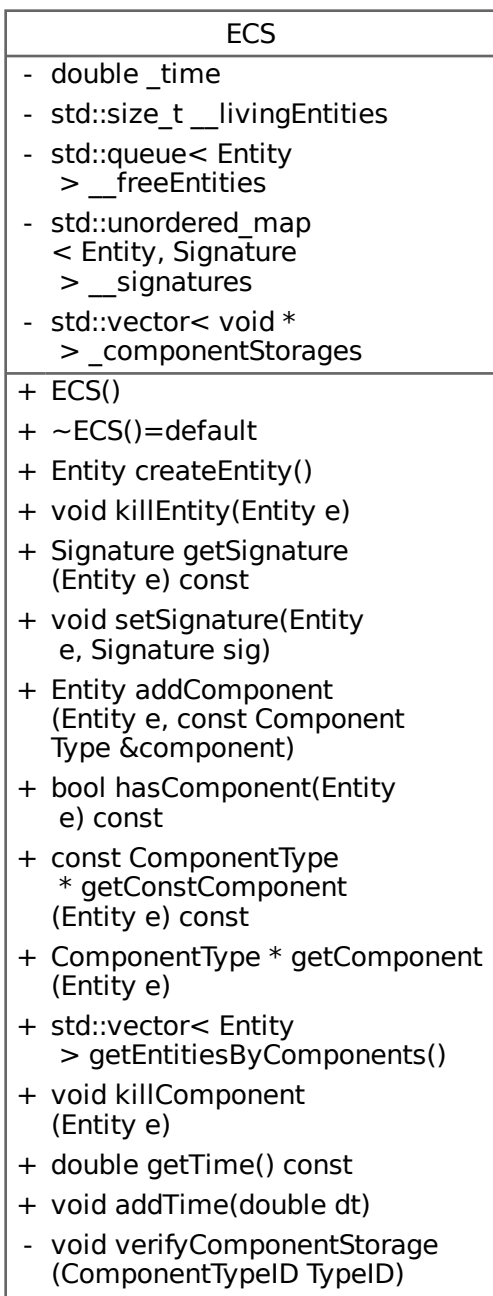 ECS
- double _time
- std::size_t __livingEntities
- std::queue< Entity
> __freeEntities
- std::unordered_map
< Entity, Signature
> __signatures
- std::vector< void *
> _componentStorages
+ ECS()
+ ~ECS()=default
+ Entity createEntity()
+ void killEntity(Entity e)
+ Signature getSignature
(Entity e) const
+ void setSignature(Entity
e, Signature sig)
+ Entity addComponent
(Entity e, const Component
Type &component)
+ bool hasComponent(Entity
e) const
+ const ComponentType
* getConstComponent
(Entity e) const
+ ComponentType * getComponent
(Entity e)
+ std::vector< Entity
> getEntitiesByComponents()
+ void killComponent
(Entity e)
+ double getTime() const
+ void addTime(double dt)
- void verifyComponentStorage
(ComponentTypeID TypeID)